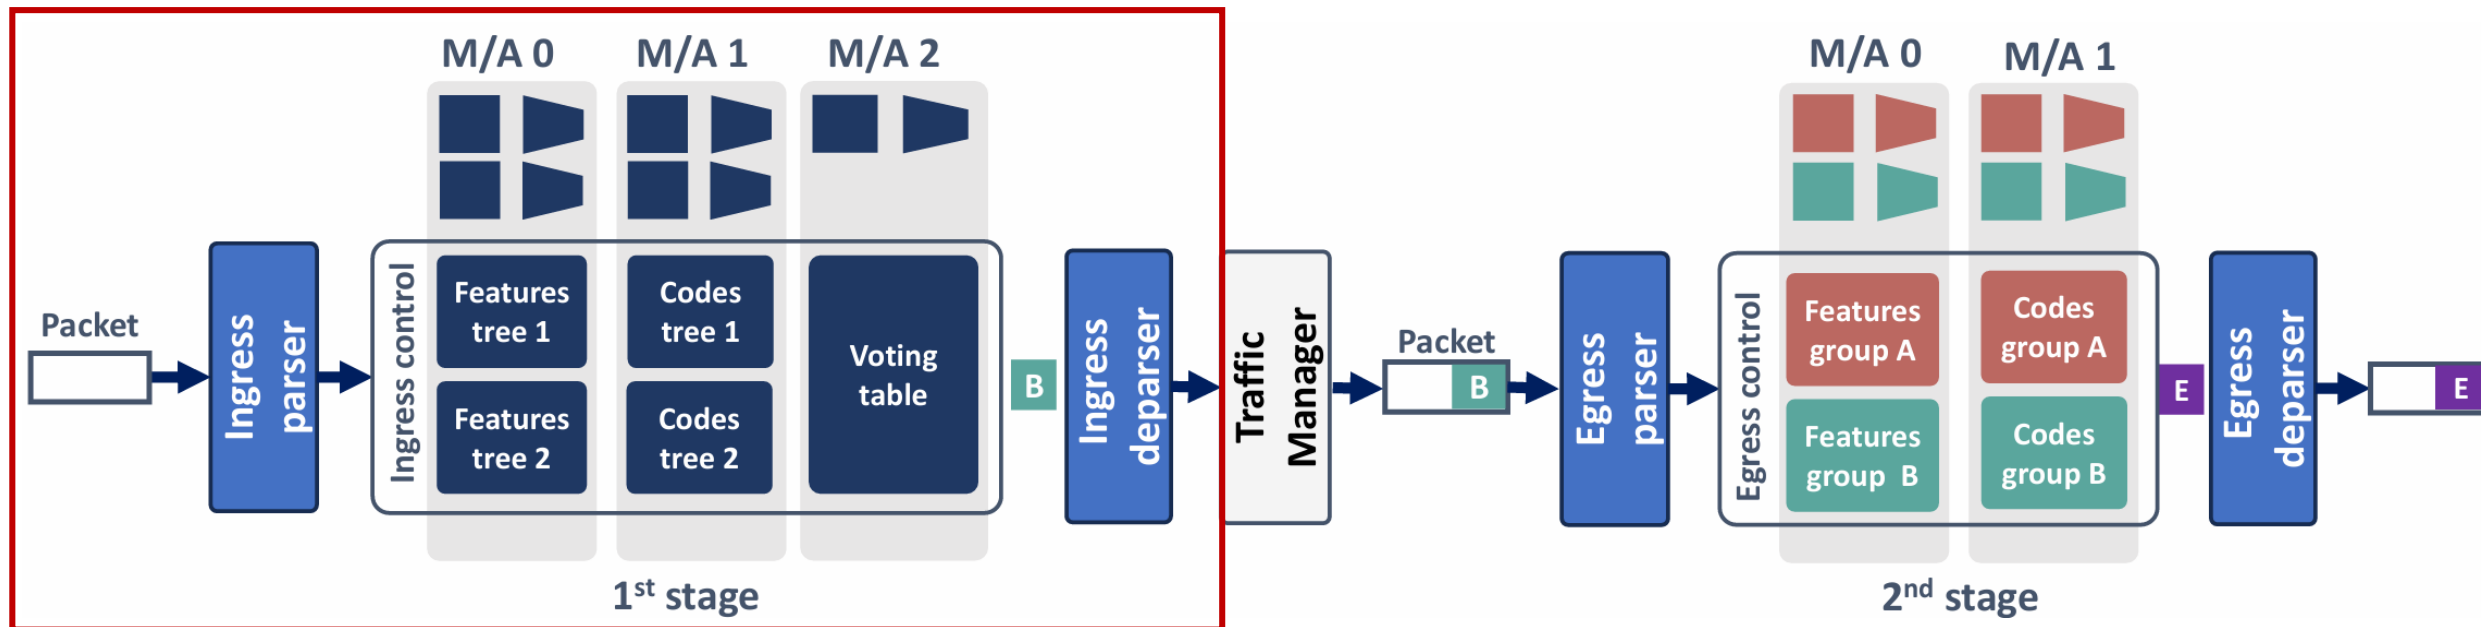 M/A 0
M/A 1
M/A 2
Packet
Ingress
parser
Ingress control
Features
tree 1
Features
tree 2
Codes
tree 1
Codes
tree 2
Voting
table
B
Ingress
deparser
1st stage
Traffic
Manager
Packet
B
Egress
parser
M/A 0
M/A 1
Egress control
Features
group A
Features
group B
Codes
group A
Codes
group B
E
Egress
deparser
E
2nd stage